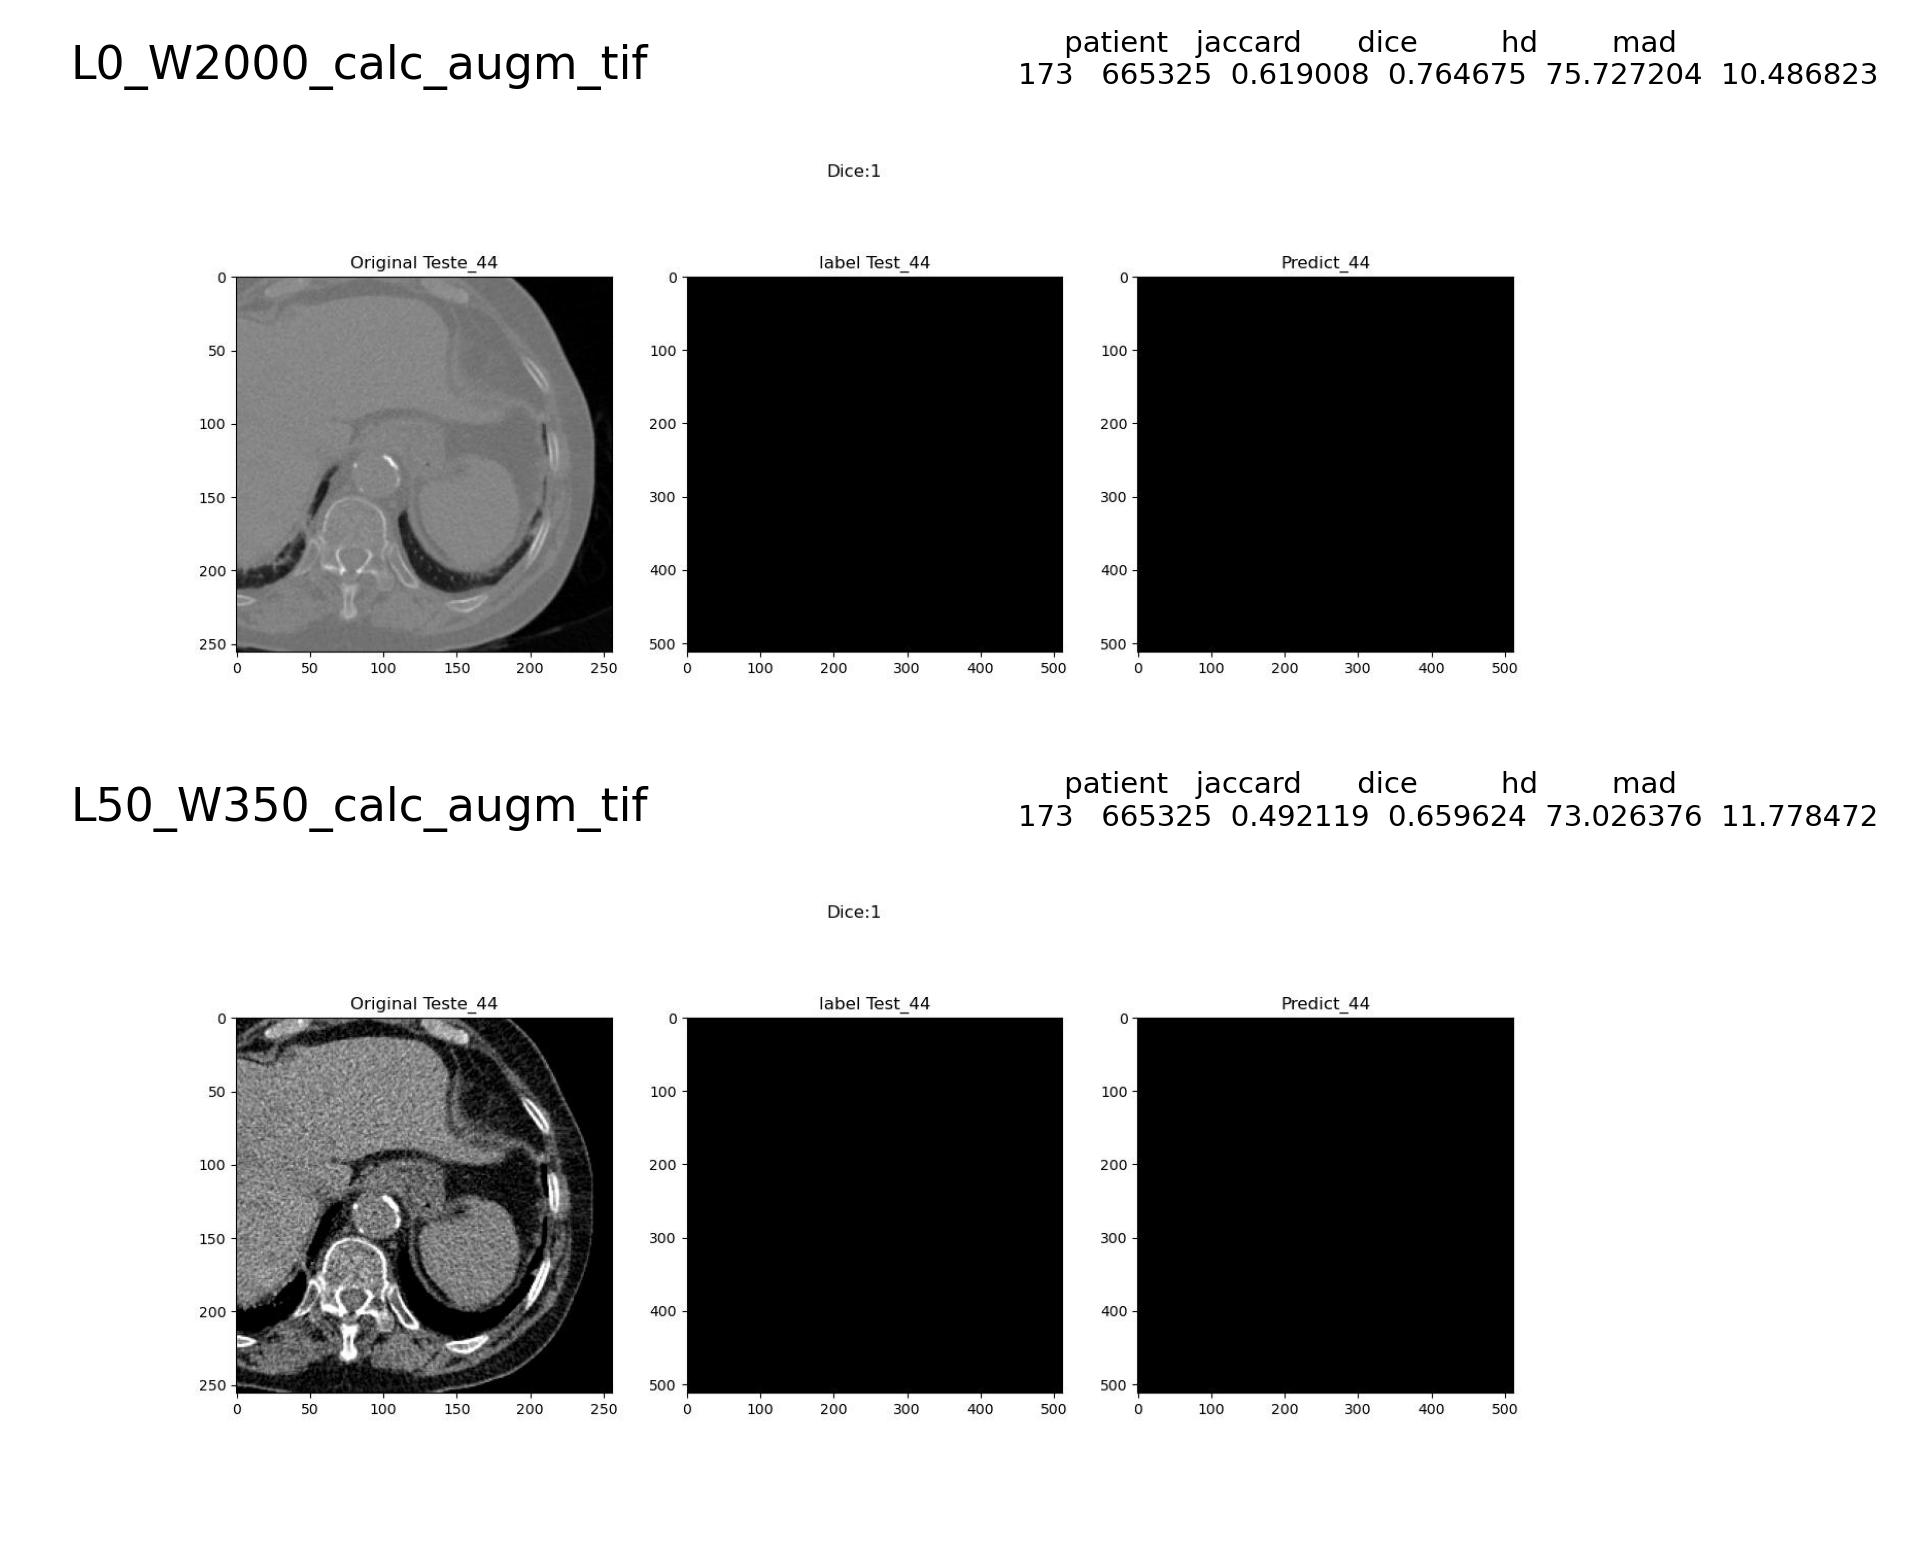 L0_W2000_calc_augm_tif
patient jaccard dice hd mad
173 665325 0.619008 0.764675 75.727204 10.486823
Dice:1
Original Teste_44
label Test_44
Predict_44
0
50
100
150
200
250
0 50 100 150 200 250
0
100
200
300
400
500
0 100 200 300 400 500
0
100
200
300
400
500
0 100 200 300 400 500
L50_W350_calc_augm_tif
patient jaccard dice hd mad
173 665325 0.492119 0.659624 73.026376 11.778472
Dice:1
Original Teste_44
label Test_44
Predict_44
0
50
100
150
200
250
0 50 100 150 200 250
0
100
200
300
400
500
0 100 200 300 400 500
0
100
200
300
400
500
0 100 200 300 400 500